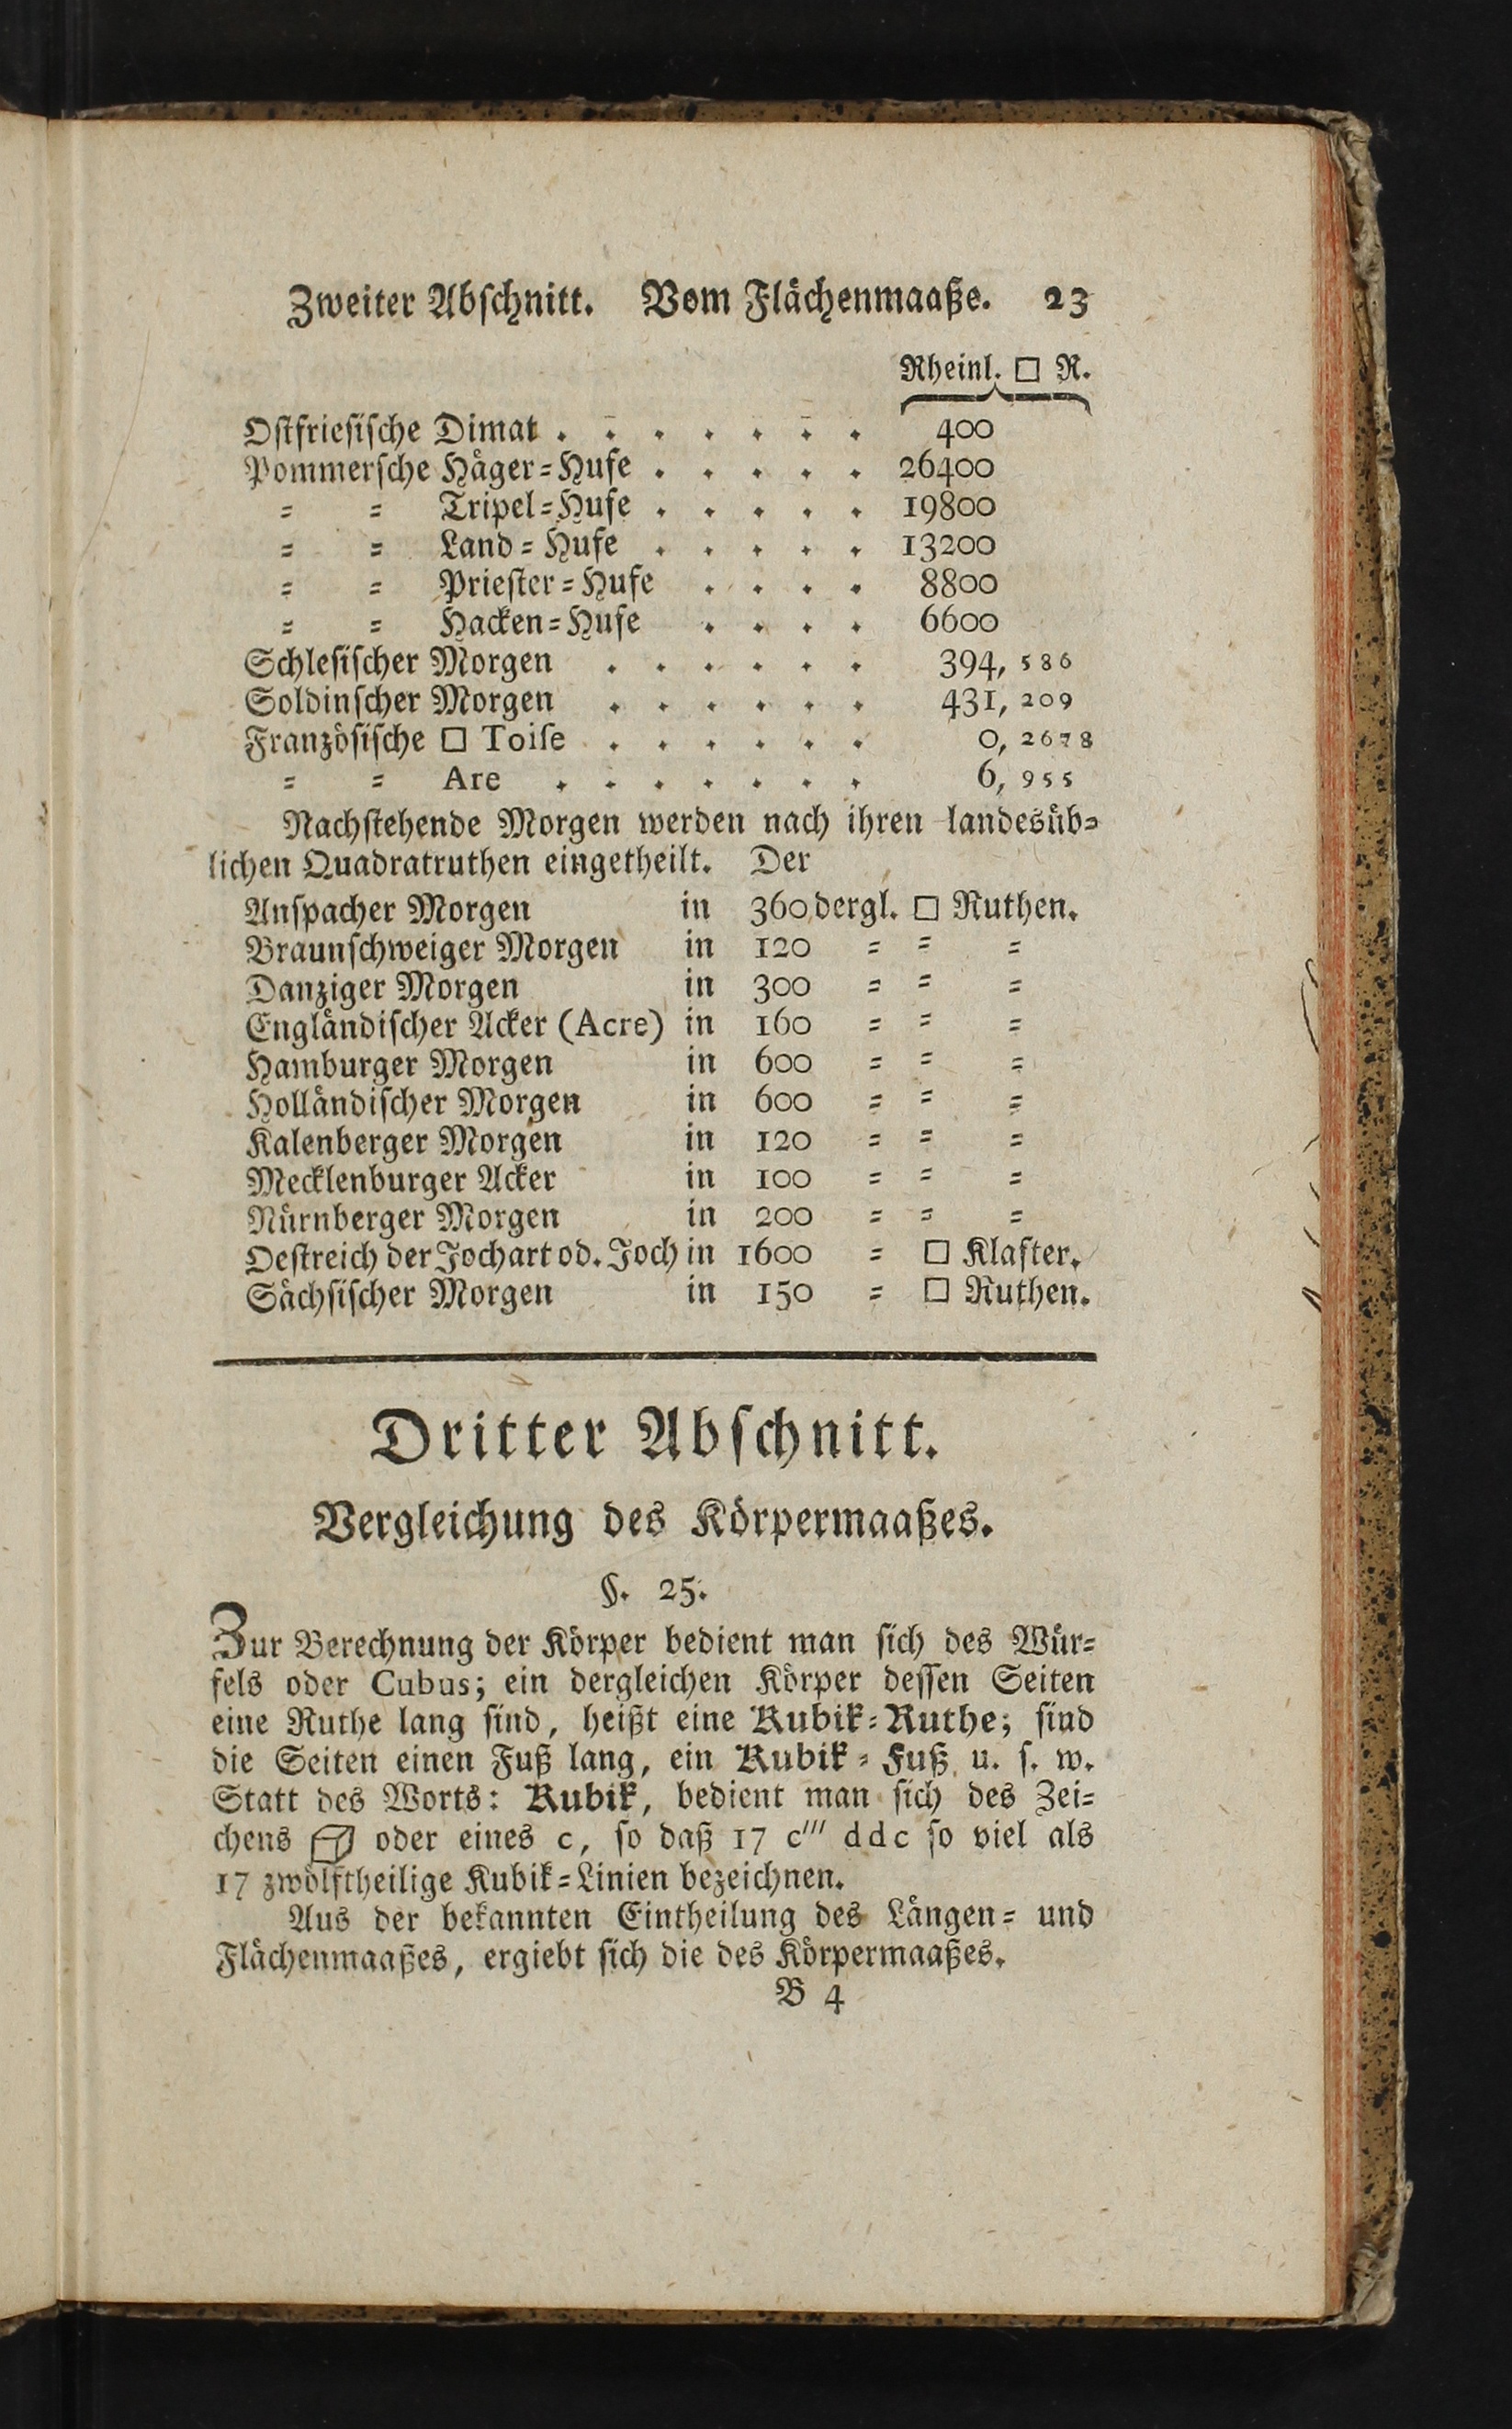 Zweiter Abſchnitt. Vom Flächenmaaße. 23
Rheinl. □ R.
Oſtfrieſiſche Dimat . . . . . . . 400
Pommerſche Häger=Hufe . . . . . 26400
= = Tripel=Hufe . . . . . 19800
= = Land=Hufe . . . . . 13200
= = Prieſter=Hufe . . . . 8800
= = Hacken=Hufe . . . . 6600
Schleſiſcher Morgen . . . . . . 394, 586
Soldinſcher Morgen . . . . . . 431, 209
Franzöſiſche □ Toiſe . . . . . . 0, 2678
= = Are . . . . . . . 6, 955
Nachſtehende Morgen werden nach ihren landesüb=
lichen Quadratruthen eingetheilt. Der
Anſpacher Morgen in 360 dergl. □ Ruthen.
Braunſchweiger Morgen in 120 = = =
Danziger Morgen in 300 = = =
Engländiſcher Acker (Acre) in 160 = = =
Hamburger Morgen in 600 = = =
Holländiſcher Morgen in 600 = = =
Kalenberger Morgen in 120 = = =
Mecklenburger Acker in 100 = = =
Nürnberger Morgen in 200 = = =
Oeſtreich der Jochart od. Joch in 1600 = □ Klafter.
Sächſiſcher Morgen in 150 = □ Ruthen.
Dritter Abſchnitt.
Vergleichung des Körpermaaßes.
§. 25.
Zur Berechnung der Körper bedient man ſich des Wür=
fels oder Cubus; ein dergleichen Körper deſſen Seiten
eine Ruthe lang ſind, heißt eine Kubik=Ruthe; ſind
die Seiten einen Fuß lang, ein Kubik=Fuß u. ſ. w.
Statt des Worts: Kubik, bedient man ſich des Zei=
chens oder eines c, ſo daß 17 c''' ddc ſo viel als
17 zwölftheilige Kubik=Linien bezeichnen.
Aus der bekannten Eintheilung des Längen= und
Flächenmaaßes, ergiebt ſich die des Körpermaaßes.
B 4